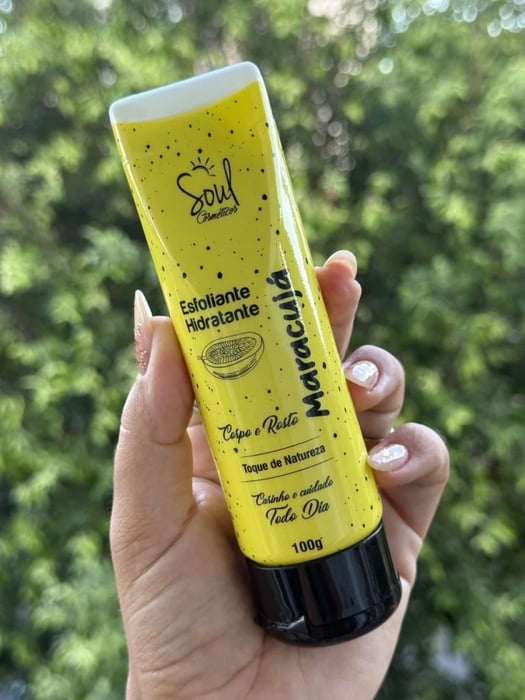 Soul
Cosméticos
Esfoliante
Hidratante
Maracujá
Corpo e Rosto
Toque de Natureza
Carinho e cuidado
Todo Dia
100g